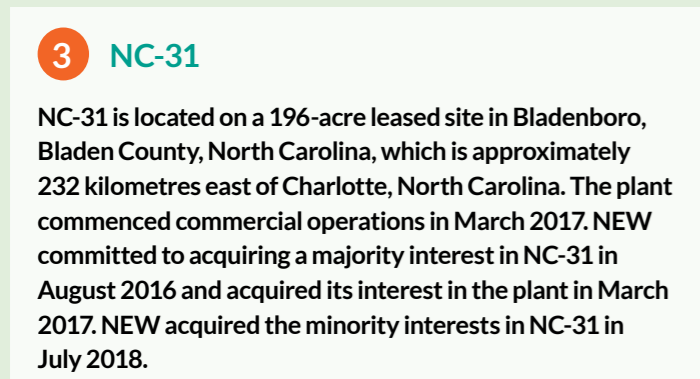 3 NC-31
NC-31 is located on a 196-acre leased site in Bladenboro,
Bladen County, North Carolina, which is approximately
232 kilometres east of Charlotte, North Carolina. The plant
commenced commercial operations in March 2017. NEW
committed to acquiring a majority interest in NC-31 in
August 2016 and acquired its interest in the plant in March
2017. NEW acquired the minority interests in NC-31 in
July 2018.